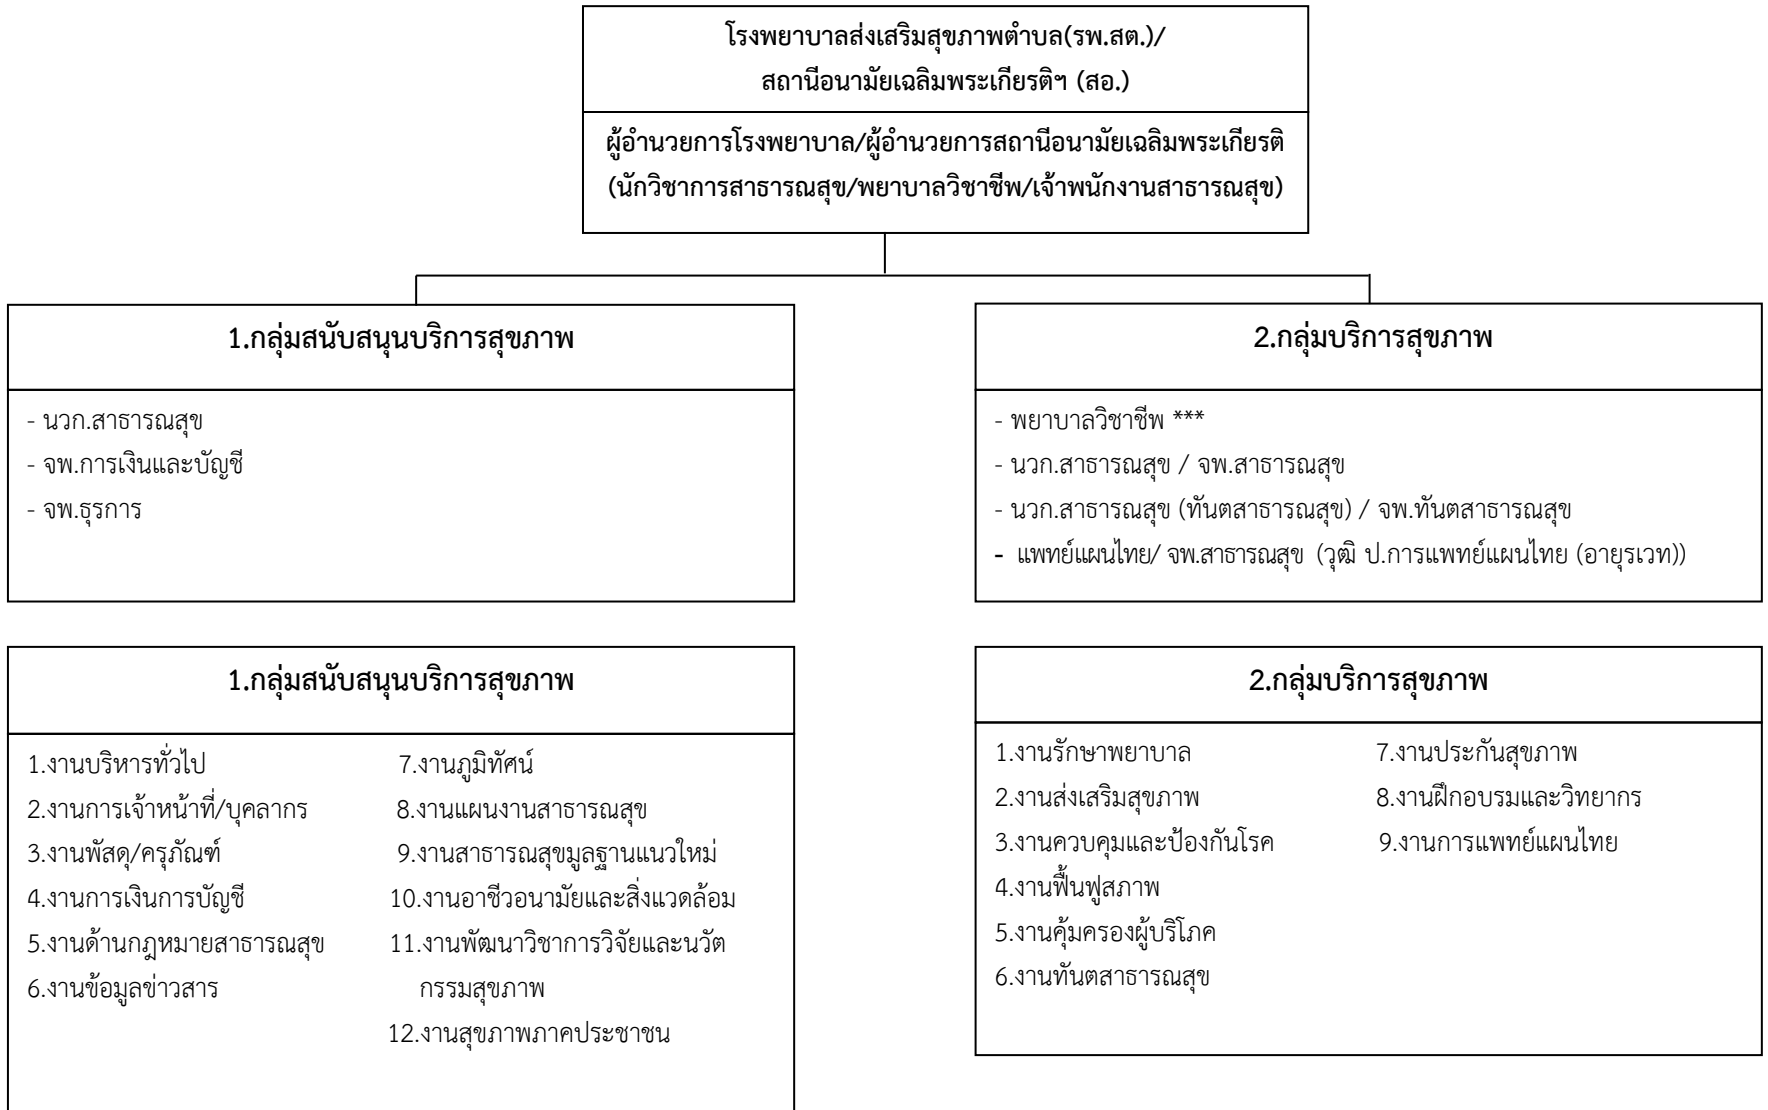 โรงพยาบาลส่งเสริมสุขภาพตำบล(รพ.สต.)/
สถานีอนามัยเฉลิมพระเกียรติฯ (สอ.)
ผู้อำนวยการโรงพยาบาล/ผู้อำนวยการสถานีอนามัยเฉลิมพระเกียรติ
(นักวิชาการสาธารณสุข/พยาบาลวิชาชีพ/เจ้าพนักงานสาธารณสุข)
1.กลุ่มสนับสนุนบริการสุขภาพ
- นวก.สาธารณสุข
- จพ.การเงินและบัญชี
- จพ.ธุรการ
2.กลุ่มบริการสุขภาพ
- พยาบาลวิชาชีพ ***
- นวก.สาธารณสุข / จพ.สาธารณสุข
- นวก.สาธารณสุข (ทันตสาธารณสุข) / จพ.ทันตสาธารณสุข
- แพทย์แผนไทย/ จพ.สาธารณสุข (วุฒิ ป.การแพทย์แผนไทย (อายุรเวท))
1.กลุ่มสนับสนุนบริการสุขภาพ
1.งานบริหารทั่วไป
2.งานการเจ้าหน้าที่/บุคลากร
3.งานพัสดุ/ครุภัณฑ์
4.งานการเงินการบัญชี
5.งานด้านกฎหมายสาธารณสุข
6.งานข้อมูลข่าวสาร
7.งานภูมิทัศน์
8.งานแผนงานสาธารณสุข
9.งานสาธารณสุขมูลฐานแนวใหม่
10.งานอาชีวอนามัยและสิ่งแวดล้อม
11.งานพัฒนาวิชาการวิจัยและนวัต
กรรมสุขภาพ
12.งานสุขภาพภาคประชาชน
2.กลุ่มบริการสุขภาพ
1.งานรักษาพยาบาล
2.งานส่งเสริมสุขภาพ
3.งานควบคุมและป้องกันโรค
4.งานฟื้นฟูสภาพ
5.งานคุ้มครองผู้บริโภค
6.งานทันตสาธารณสุข
7.งานประกันสุขภาพ
8.งานฝึกอบรมและวิทยากร
9.งานการแพทย์แผนไทย